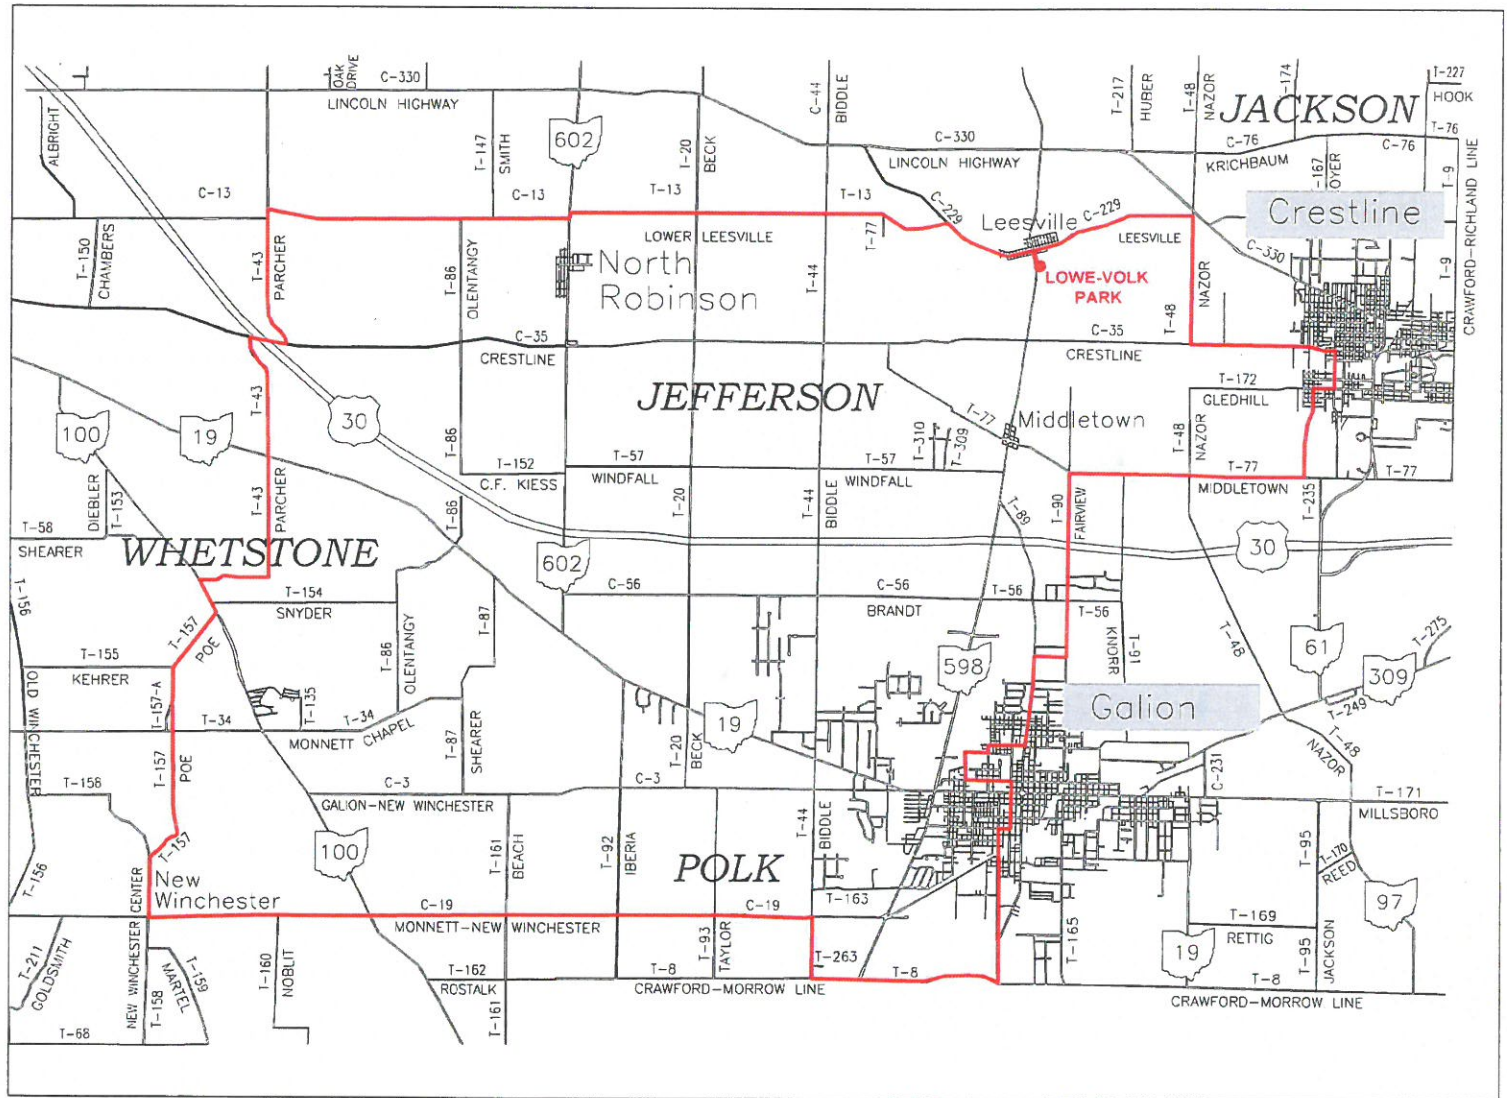 OAK
DRIVE
C-330
LINCOLN HIGHWAY
ALBRIGHT
C-13
T-147
SMITH
602
C-13
T-20
BECK
T-13
C-44
BIDDLE
T-13
C-330
LINCOLN HIGHWAY
T-217
HUBER
T-48
NAZOR
T-174
JACKSON
T-227
HOOK
T-76
C-76
KRICHBAUM
C-76
T-167
OYER
T-9
CRAWFORD-RICHLAND LINE
T-150
CHAMBERS
T-43
PARCHER
T-86
OLENTANGY
North
Robinson
LOWER LEESVILLE
T-44
T-77
C-229
Leesville
C-229
LEESVILLE
LOWE-VOLK
PARK
NAZOR
T-48
C-330
Crestline
T-9
C-35
CRESTLINE
C-35
CRESTLINE
JEFFERSON
T-43
30
100
19
T-86
T-152
C.F. KIESS
T-57
WINDFALL
T-77
T-310
T-309
Middletown
T-57
WINDFALL
T-172
GLEDHILL
T-48
NAZOR
T-77
MIDDLETOWN
T-235
T-77
DIEBLER
T-153
T-43
PARCHER
T-58
SHEARER
WHETSTONE
T-86
602
T-20
T-44
BIDDLE
T-89
T-90
FAIRVIEW
30
T-156
T-154
SNYDER
T-157
POE
T-86
OLENTANGY
T-87
C-56
C-56
BRANDT
T-56
T-56
KNORR
T-91
T-48
61
T-275
309
T-249
T-155
KEHRER
OLD WINCHESTER
T-157-A
T-34
T-135
T-34
MONNETT CHAPEL
T-87
SHEARER
T-20
BECK
19
598
Galion
T-48
NAZOR
T-158
T-157
POE
C-3
GALION-NEW WINCHESTER
C-3
C-231
T-171
MILLSBORO
T-157
100
T-161
BEACH
T-92
IBERIA
T-44
BIDDLE
POLK
T-95
T-170
REED
97
T-156
NEW WINCHESTER CENTER
New
Winchester
C-19
MONNETT-NEW WINCHESTER
C-19
T-163
T-93
TAYLOR
T-263
T-165
19
T-169
RETTIG
T-95
JACKSON
T-211
GOLDSMITH
T-158
T-159
MARTEL
T-160
NOBLIT
T-162
ROSTALK
T-161
T-8
CRAWFORD-MORROW LINE
T-8
T-8
CRAWFORD-MORROW LINE
T-68